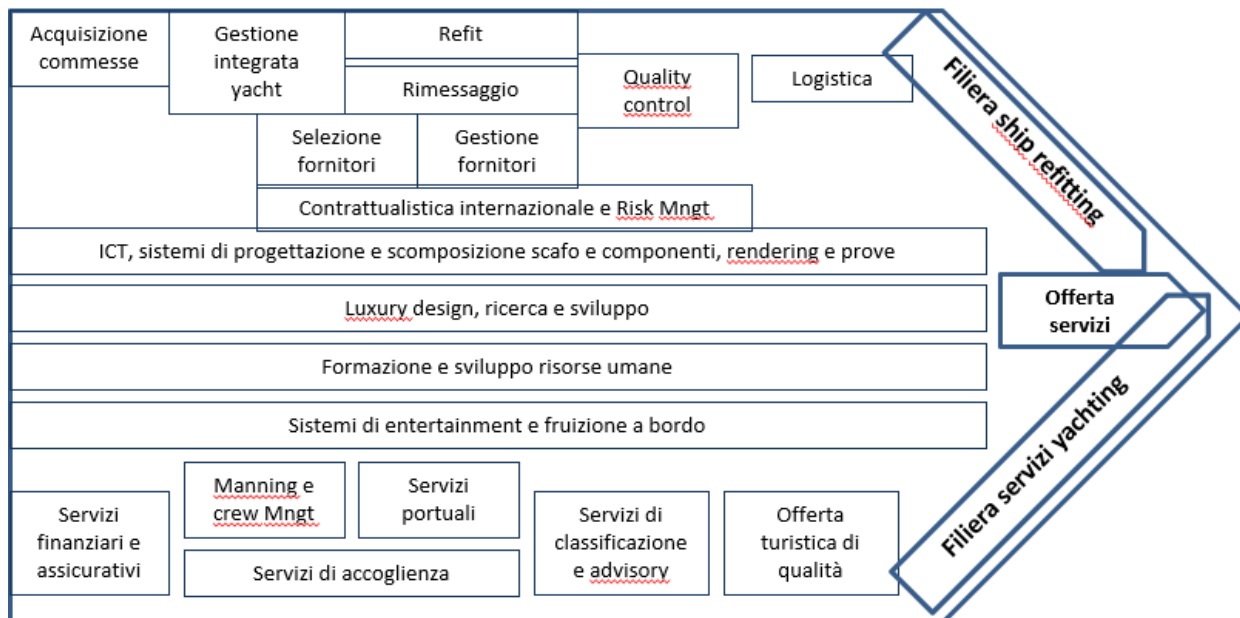 Acquisizione
commesse
Gestione
integrata
yacht
Refit
Rimessaggio
Quality
control
Logistica
Selezione
fornitori
Gestione
fornitori
Contrattualistica internazionale e Risk Mngt
ICT, sistemi di progettazione e scomposizione scafo e componenti, rendering e prove
Luxury design, ricerca e sviluppo
Formazione e sviluppo risorse umane
Sistemi di entertainment e fruizione a bordo
Servizi
finanziari e
assicurativi
Manning e
crew Mngt
Servizi
portuali
Servizi di accoglienza
Servizi di
classificazione
e advisory
Offerta
turistica di
qualità
Filiera ship refitting
Offerta
servizi
Filiera servizi yachting